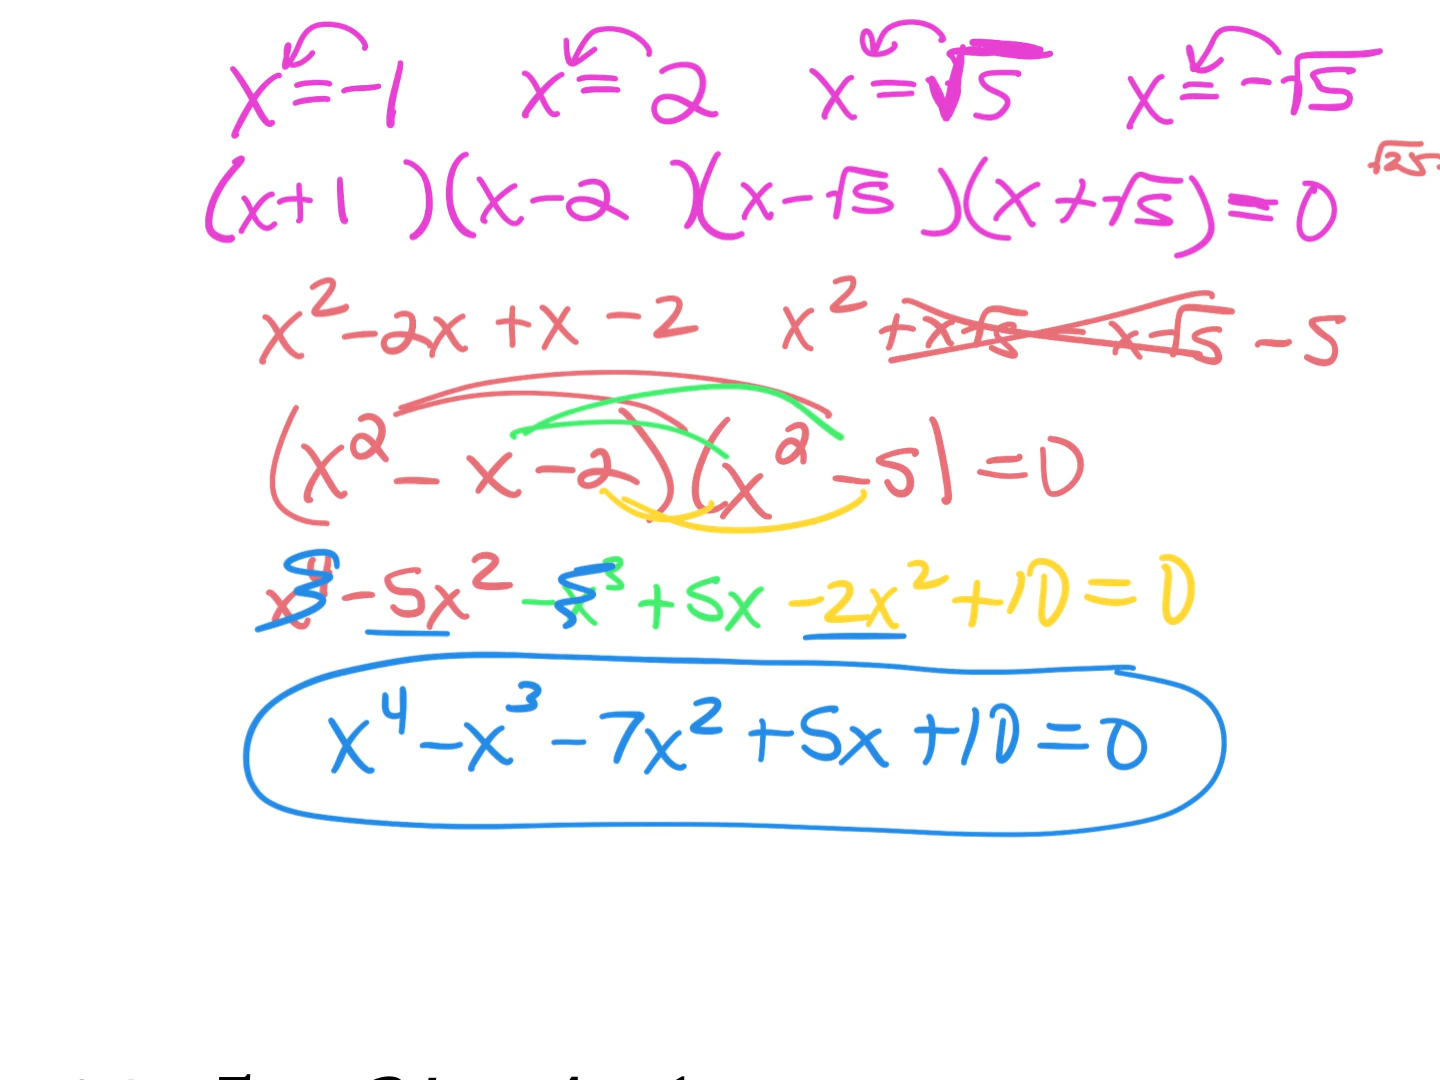 x = -1 x = 2 x = √5 x = -√5
√25
(x+1)(x-2)(x-√5)(x+√5) = 0
x² - 2x + x - 2 x² + x√5 - x√5 - 5
(x² - x - 2)(x² - 5) = 0
x⁴ - 5x² - x³ + 5x - 2x² + 10 = 0
x⁴ - x³ - 7x² + 5x + 10 = 0